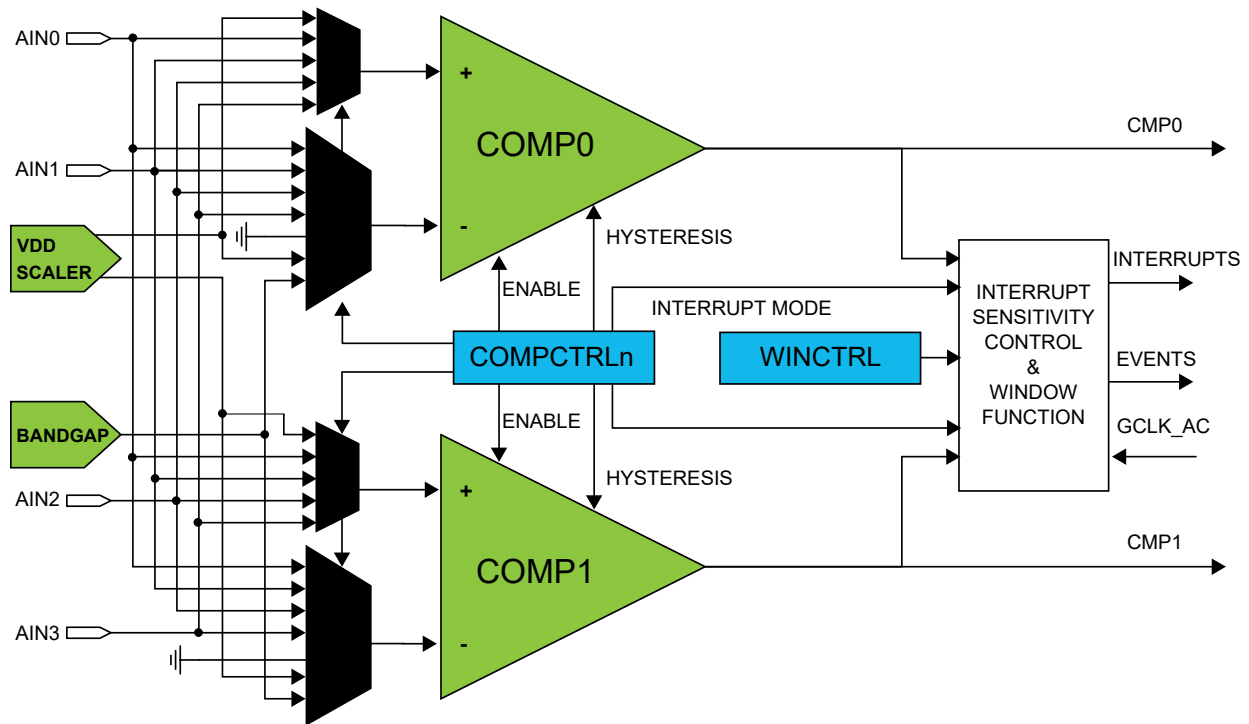 AIN0
+
COMP0
-
CMP0
AIN1
VDD
SCALER
HYSTERESIS
ENABLE
INTERRUPT MODE
COMPCTRLn
WINCTRL
INTERRUPT
SENSITIVITY
CONTROL
&
WINDOW
FUNCTION
INTERRUPTS
EVENTS
GCLK_AC
BANDGAP
ENABLE
HYSTERESIS
AIN2
+
COMP1
-
CMP1
AIN3